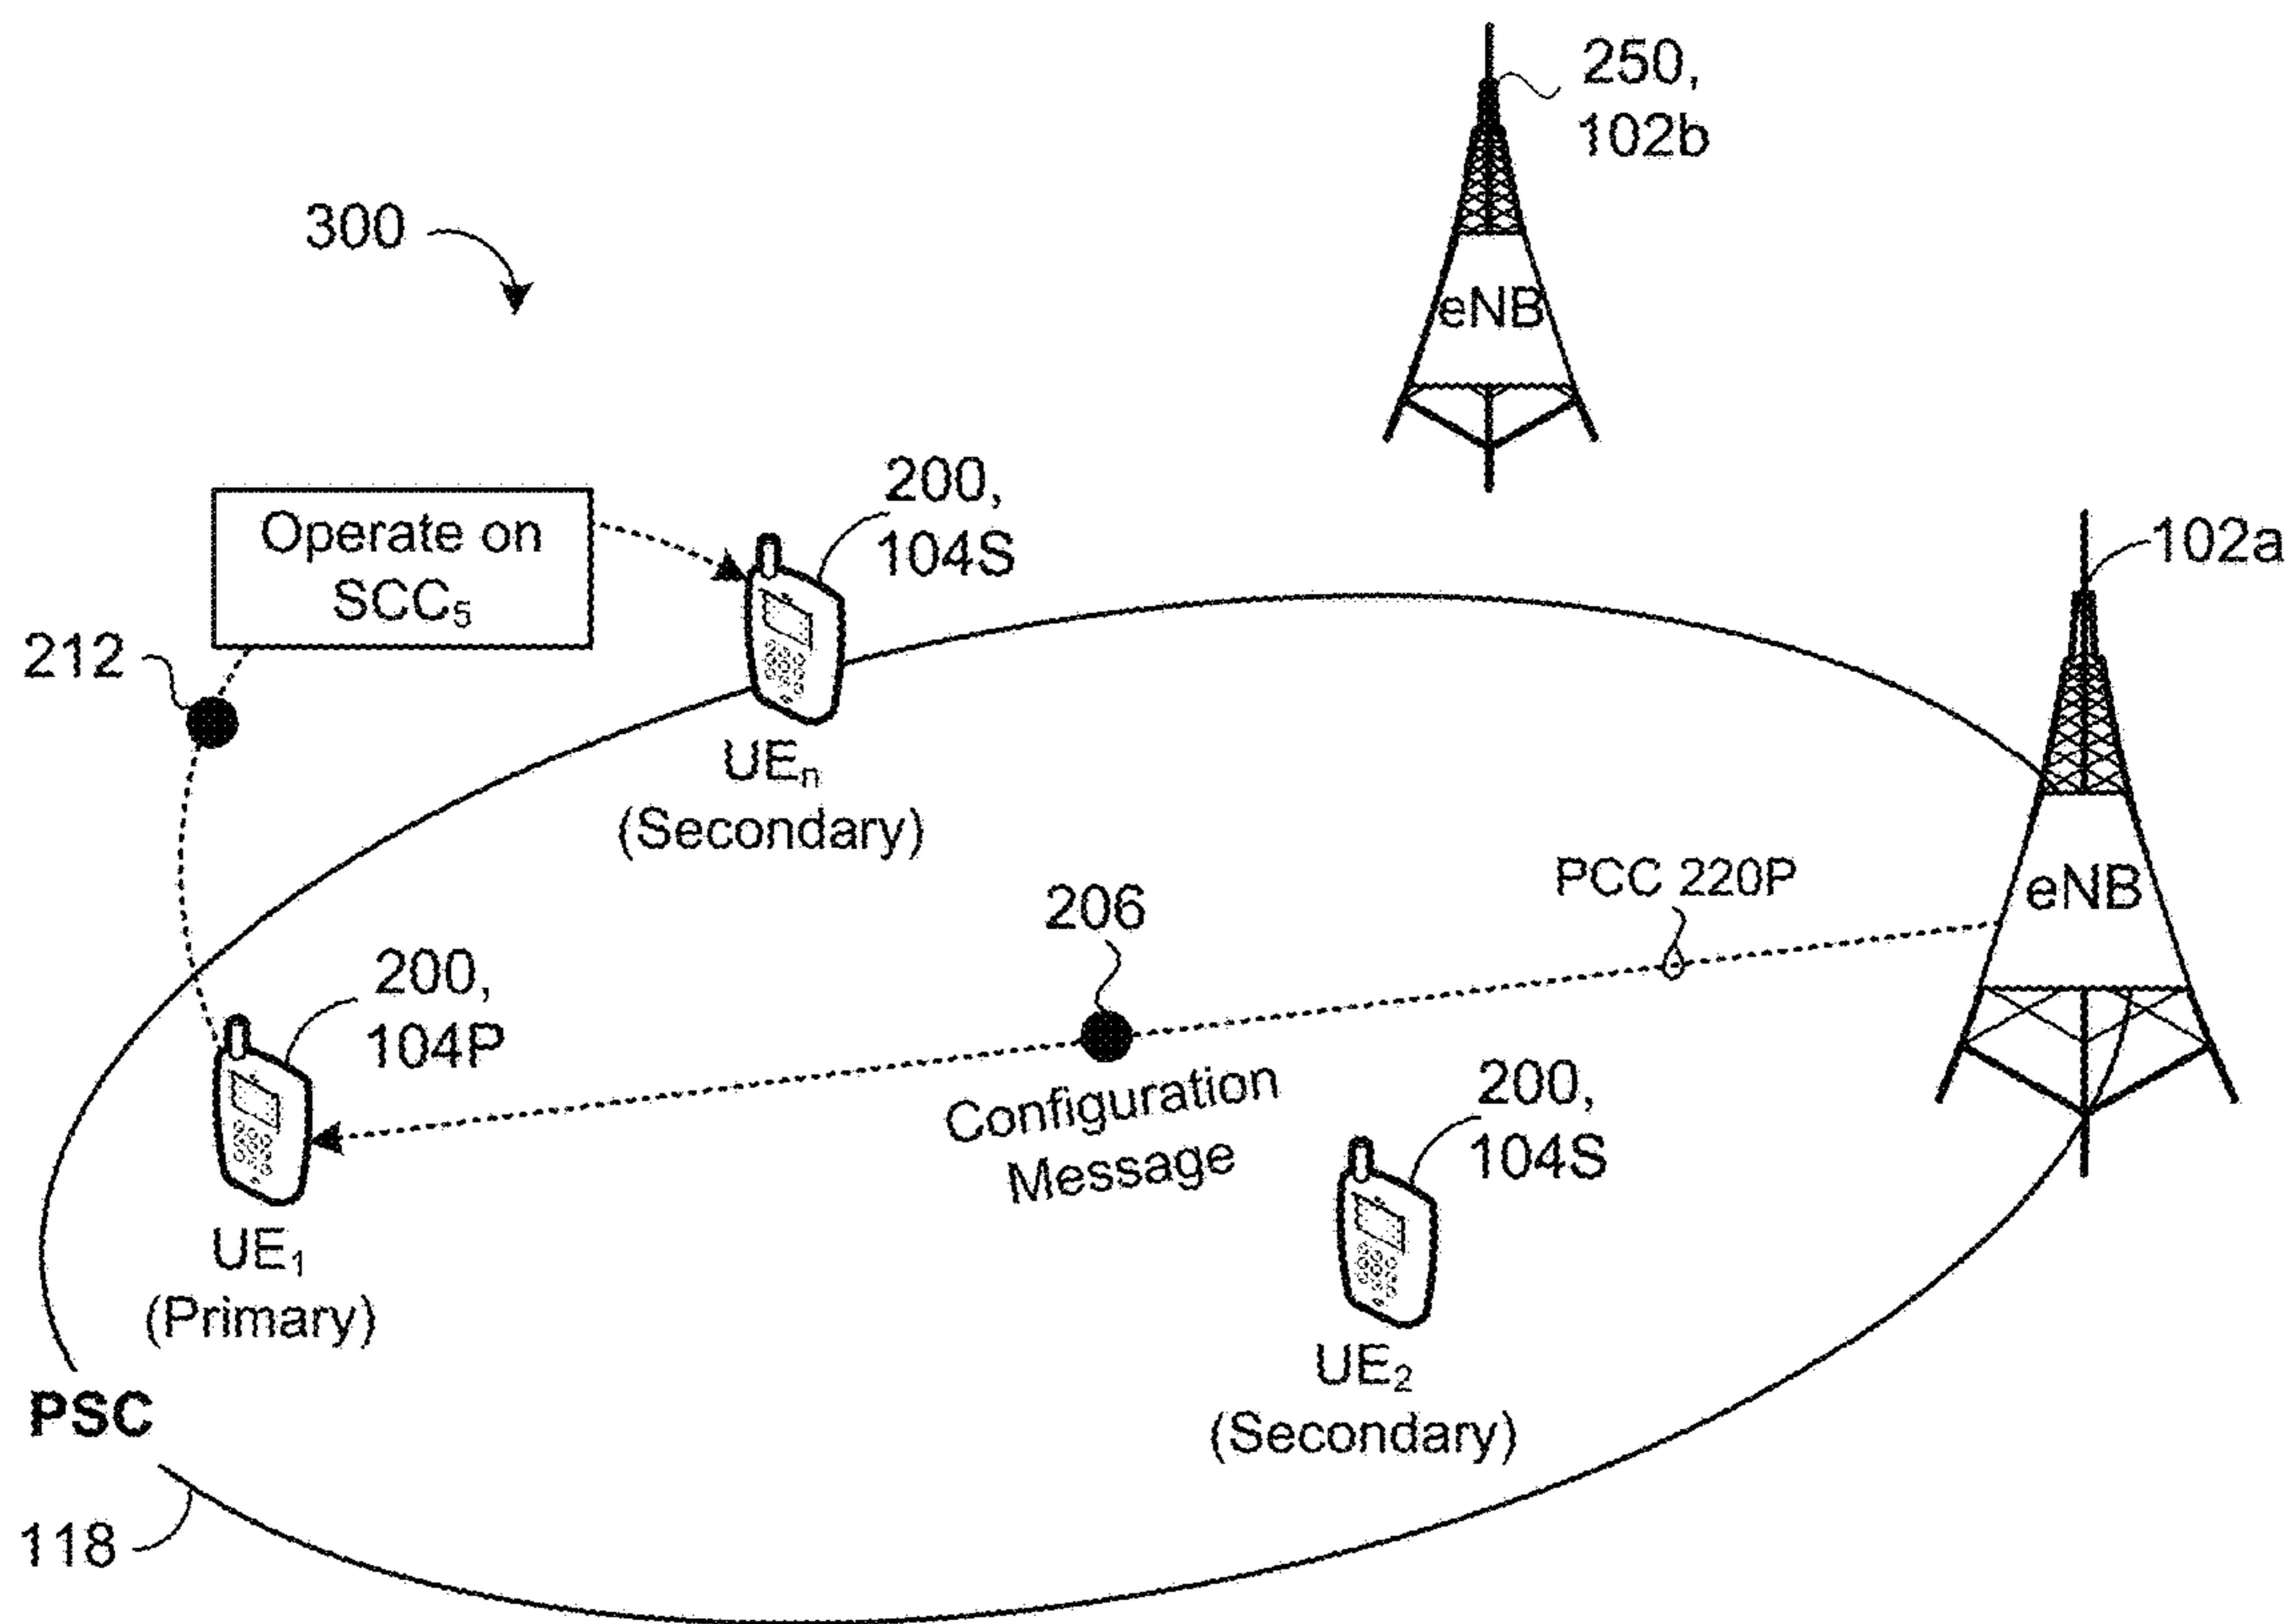 250,
102b
300
eNB
200,
104S
102a
Operate on
SCC₅
212
UEₙ
(Secondary)
PCC 220P
eNB
206
200,
104P
Configuration
Message
200,
104S
UE₁
(Primary)
UE₂
(Secondary)
PSC
118